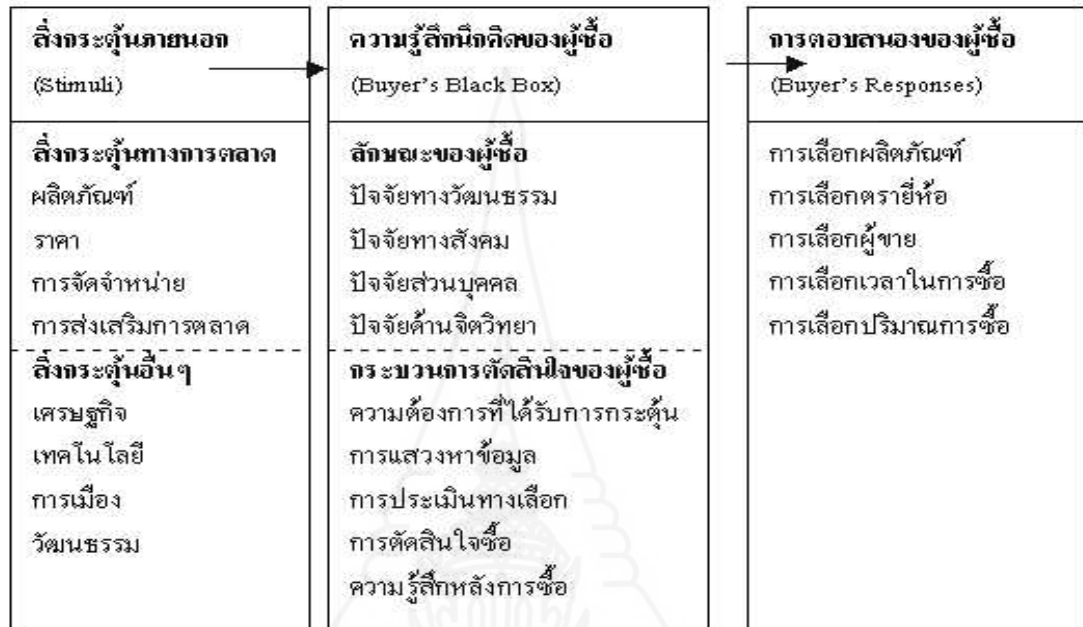 สิ่งกระตุ้นภายนอก
(Stimuli)
สิ่งกระตุ้นทางการตลาด
ผลิตภัณฑ์
ราคา
การจัดจำหน่าย
การส่งเสริมการตลาด
สิ่งกระตุ้นอื่นๆ
เศรษฐกิจ
เทคโนโลยี
การเมือง
วัฒนธรรม
ความรู้สึกนึกคิดของผู้ซื้อ
(Buyer's Black Box)
ลักษณะของผู้ซื้อ
ปัจจัยทางวัฒนธรรม
ปัจจัยทางสังคม
ปัจจัยส่วนบุคคล
ปัจจัยด้านจิตวิทยา
กระบวนการตัดสินใจของผู้ซื้อ
ความต้องการที่ได้รับการกระตุ้น
การแสวงหาข้อมูล
การประเมินทางเลือก
การตัดสินใจซื้อ
ความรู้สึกหลังการซื้อ
การตอบสนองของผู้ซื้อ
(Buyer's Responses)
การเลือกผลิตภัณฑ์
การเลือกตรายี่ห้อ
การเลือกผู้ขาย
การเลือกเวลาในการซื้อ
การเลือกปริมาณการซื้อ